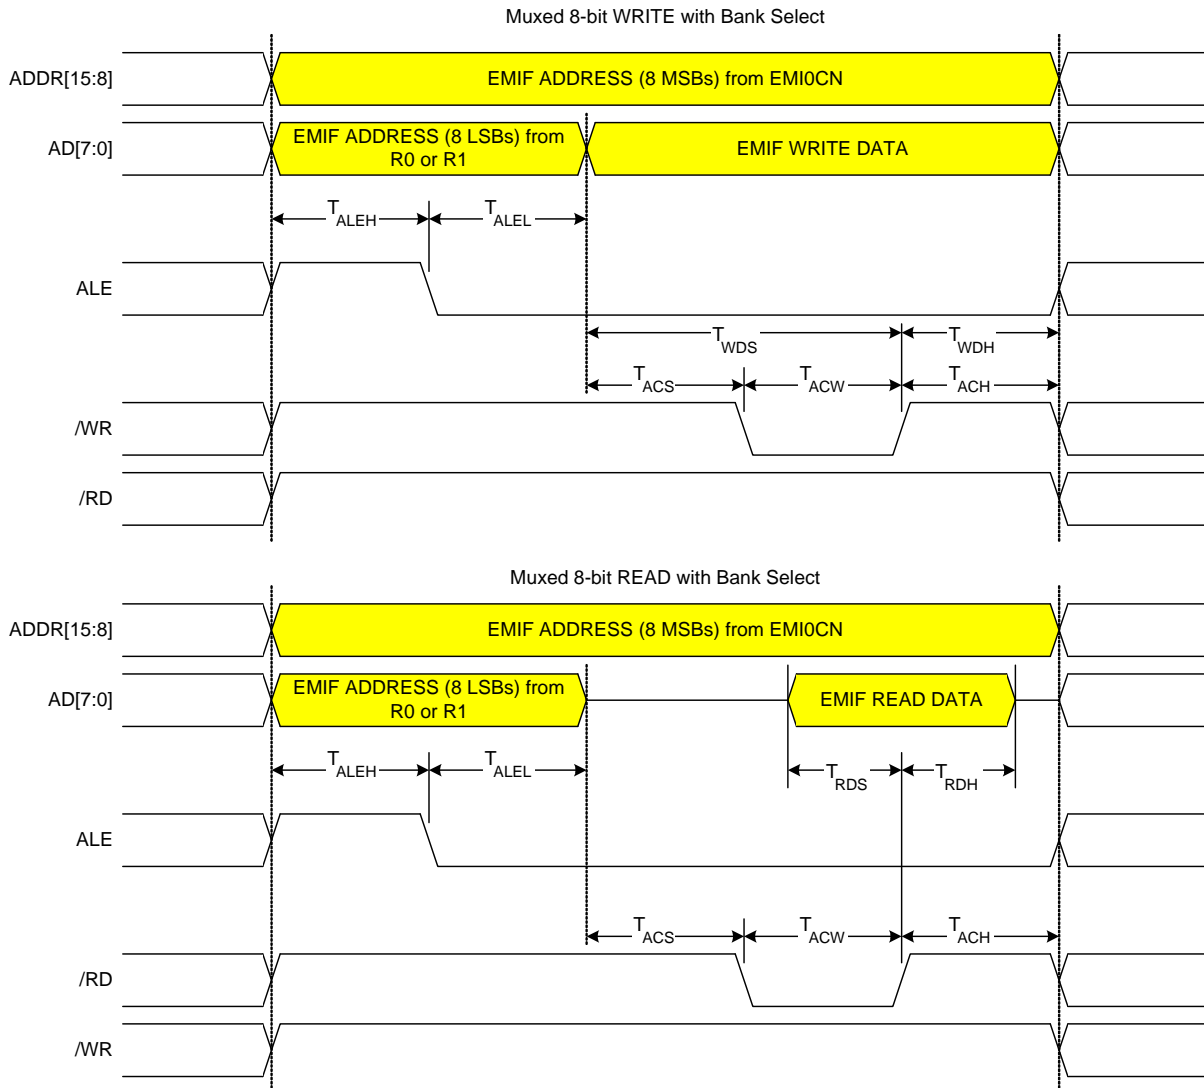 Muxed 8-bit WRITE with Bank Select
ADDR[15:8]
EMIF ADDRESS (8 MSBs) from EMI0CN
AD[7:0]
EMIF ADDRESS (8 LSBs) from
R0 or R1
EMIF WRITE DATA
TALEH
TALEL
ALE
TWDS
TWDH
TACS
TACW
TACH
/WR
/RD
Muxed 8-bit READ with Bank Select
ADDR[15:8]
EMIF ADDRESS (8 MSBs) from EMI0CN
AD[7:0]
EMIF ADDRESS (8 LSBs) from
R0 or R1
EMIF READ DATA
TALEH
TALEL
TRDS
TRDH
ALE
TACS
TACW
TACH
/RD
/WR